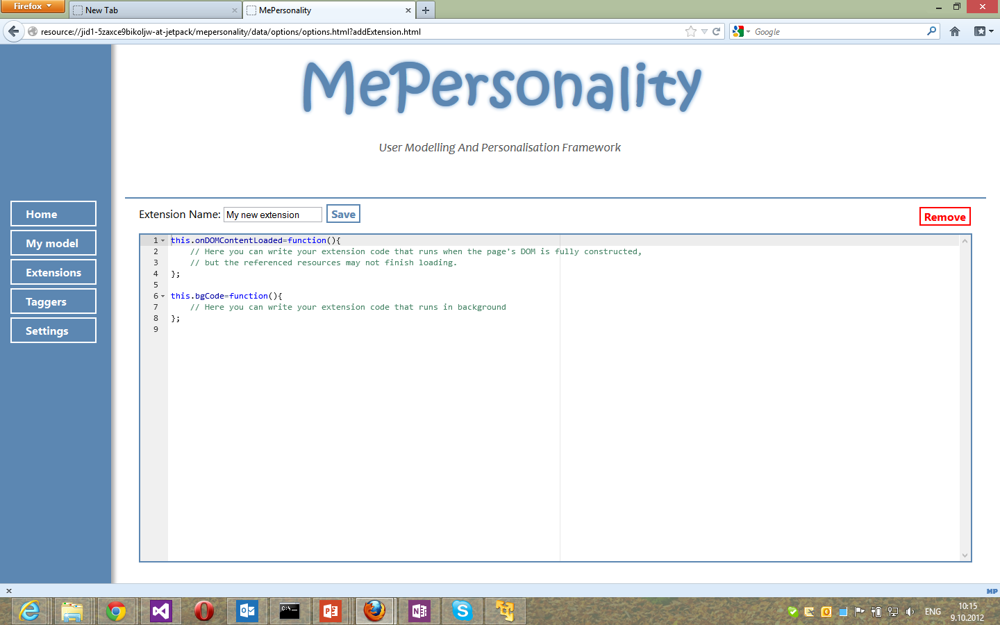 Firefox
New Tab
MePersonality
resource://jid1-5zaxce9bikoljw-at-jetpack/mepersonality/data/options/options.html?addExtension.html
Google
MePersonality
User Modelling And Personalisation Framework
Home
My model
Extensions
Taggers
Settings
Extension Name: My new extension Save
Remove
1 this.onDOMContentLoaded=function(){
2 // Here you can write your extension code that runs when the page's DOM is fully constructed,
3 // but the referenced resources may not finish loading.
4 };
5
6 this.bgCode=function(){
7 // Here you can write your extension code that runs in background
8 };
9
x
MP
ENG
10:15
9.10.2012